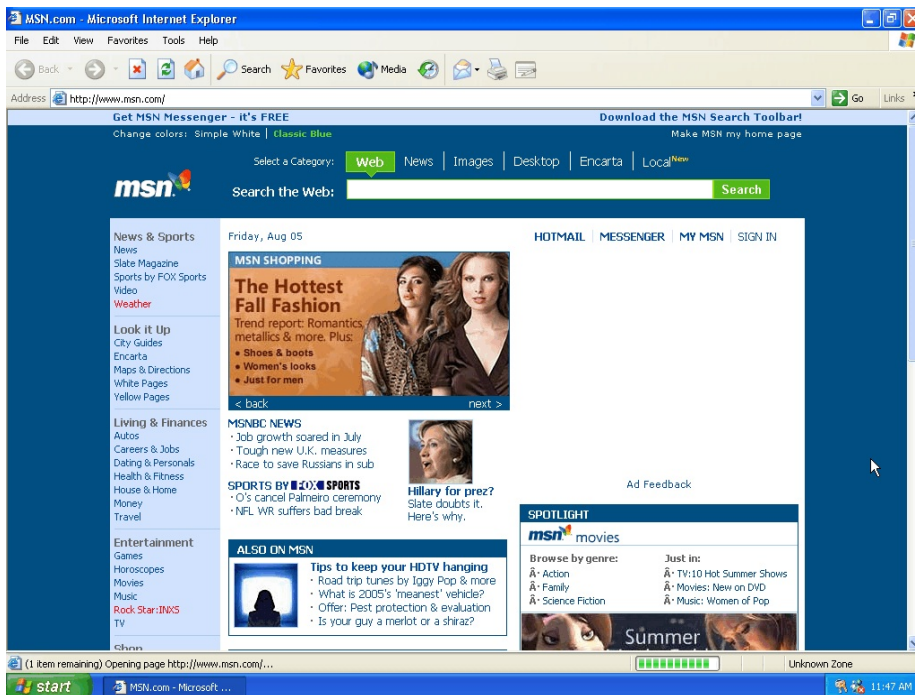 MSN.com - Microsoft Internet Explorer
File Edit View Favorites Tools Help
Back Search Favorites Media
Address http://www.msn.com/ Go Links
Get MSN Messenger - it's FREE Download the MSN Search Toolbar!
Change colors: Simple White | Classic Blue Make MSN my home page
Select a Category: Web News Images Desktop Encarta Local New
msn
Search the Web: Search
News & Sports
News
Slate Magazine
Sports by FOX Sports
Video
Weather
Look it Up
City Guides
Encarta
Maps & Directions
White Pages
Yellow Pages
Living & Finances
Autos
Careers & Jobs
Dating & Personals
Health & Fitness
House & Home
Money
Travel
Entertainment
Games
Horoscopes
Movies
Music
Rock Star:INXS
TV
Shop
Friday, Aug 05
HOTMAIL | MESSENGER | MY MSN | SIGN IN
MSN SHOPPING
The Hottest
Fall Fashion
Trend report: Romantics,
metallics & more. Plus:
• Shoes & boots
• Women's looks
• Just for men
< back next >
MSNBC NEWS
· Job growth soared in July
· Tough new U.K. measures
· Race to save Russians in sub
SPORTS BY FOX SPORTS
· O's cancel Palmeiro ceremony
· NFL WR suffers bad break
Hillary for prez?
Slate doubts it.
Here's why.
ALSO ON MSN
Tips to keep your HDTV hanging
· Road trip tunes by Iggy Pop & more
· What is 2005's 'meanest' vehicle?
· Offer: Pest protection & evaluation
· Is your guy a merlot or a shiraz?
Ad Feedback
SPOTLIGHT
msn movies
Browse by genre:
Â· Action
Â· Family
Â· Science Fiction
Just in:
Â· TV:10 Hot Summer Shows
Â· Movies: New on DVD
Â· Music: Women of Pop
Summer
(1 item remaining) Opening page http://www.msn.com/... Unknown Zone
start MSN.com - Microsoft ... 11:47 AM